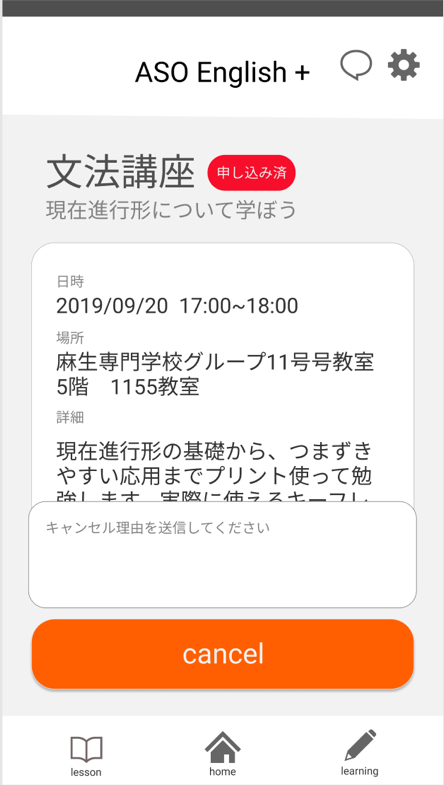 ASO English +
文法講座 申し込み済
現在進行形について学ぼう
日時
2019/09/20 17:00~18:00
場所
麻生専門学校グループ11号号教室
5階 1155教室
詳細
現在進行形の基礎から、つまずき
やすい応用までプリント使って勉
強します。実際に使えるキーフレ
キャンセル理由を送信してください
cancel
lesson
home
learning